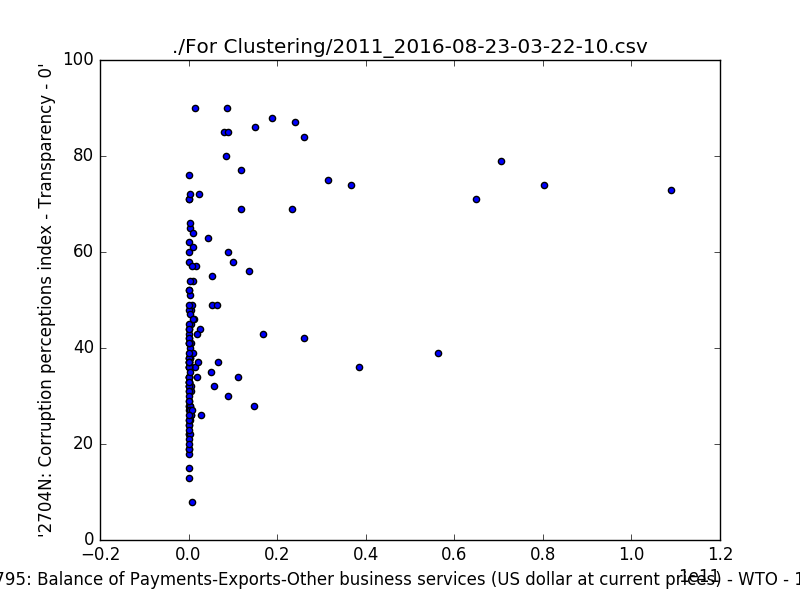 ./For Clustering/2011_2016-08-23-03-22-10.csv
'2704N: Corruption perceptions index - Transparency - 0'
100
80
60
40
20
0
−0.2 0.0 0.2 0.4 0.6 0.8 1.0 1.2
1e11
795: Balance of Payments-Exports-Other business services (US dollar at current prices) - WTO - 1